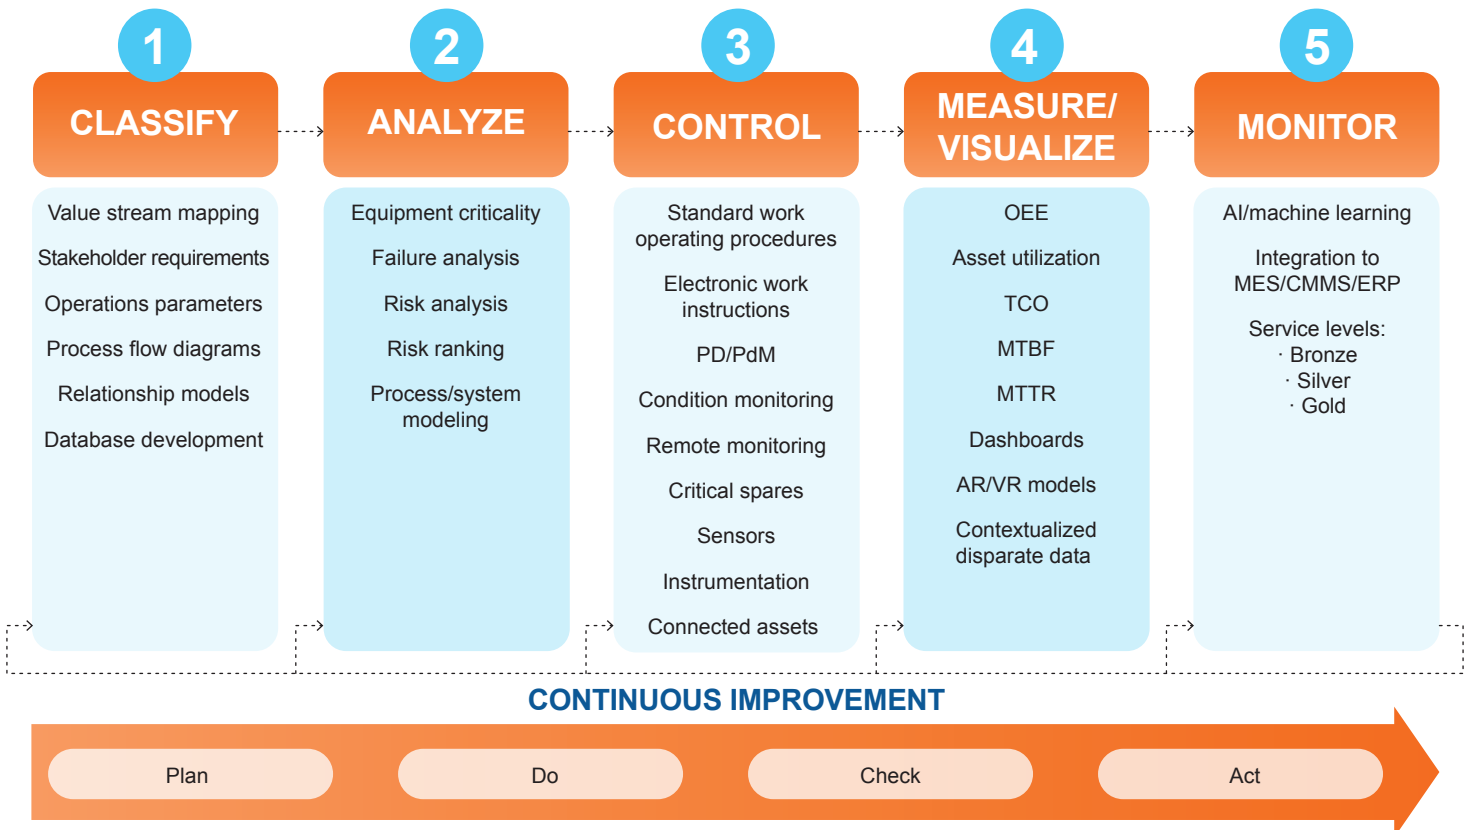 1
CLASSIFY
Value stream mapping
Stakeholder requirements
Operations parameters
Process flow diagrams
Relationship models
Database development
2
ANALYZE
Equipment criticality
Failure analysis
Risk analysis
Risk ranking
Process/system
modeling
3
CONTROL
Standard work
operating procedures
Electronic work
instructions
PD/PdM
Condition monitoring
Remote monitoring
Critical spares
Sensors
Instrumentation
Connected assets
4
MEASURE/
VISUALIZE
OEE
Asset utilization
TCO
MTBF
MTTR
Dashboards
AR/VR models
Contextualized
disparate data
5
MONITOR
AI/machine learning
Integration to
MES/CMMS/ERP
Service levels:
· Bronze
· Silver
· Gold
CONTINUOUS IMPROVEMENT
Plan
Do
Check
Act